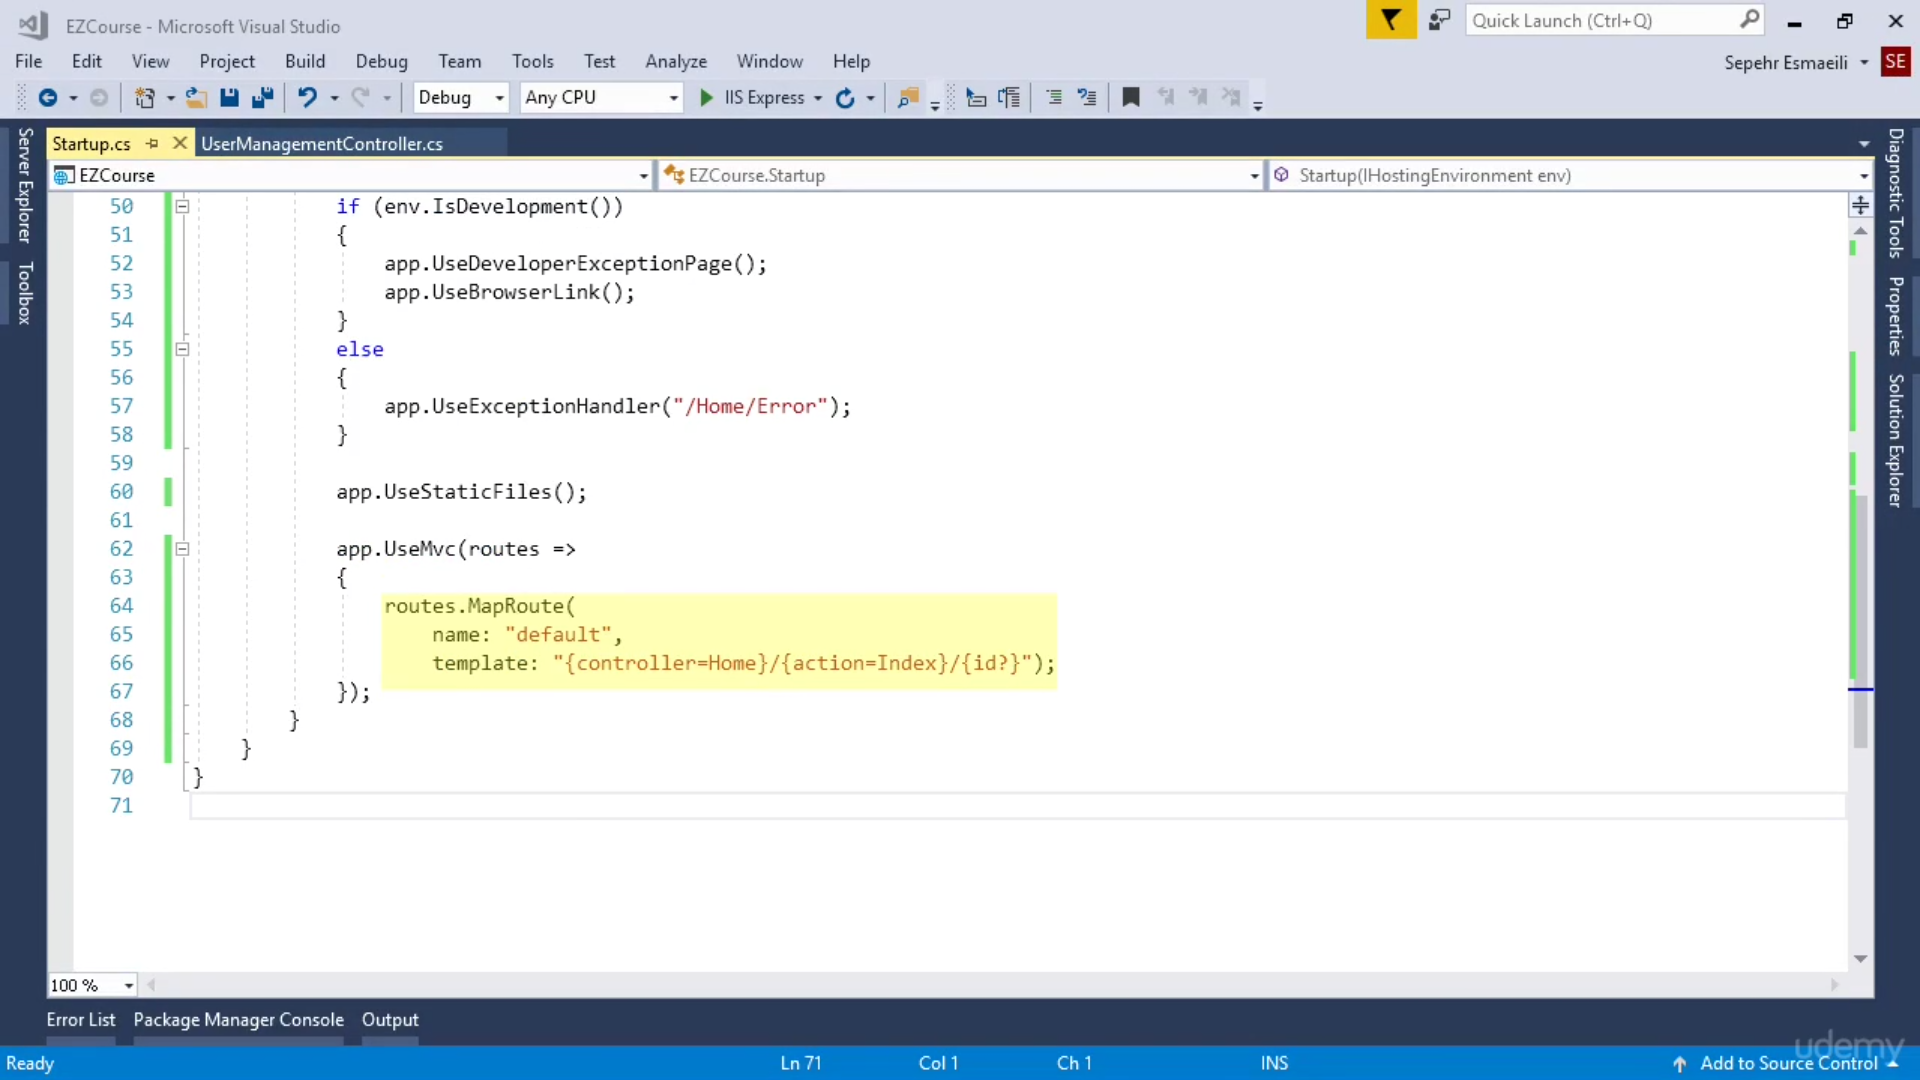 EZCourse - Microsoft Visual Studio
Quick Launch (Ctrl+Q)
File Edit View Project Build Debug Team Tools Test Analyze Window Help
Sepehr Esmaeili SE
Debug Any CPU IIS Express
Startup.cs UserManagementController.cs
EZCourse EZCourse.Startup Startup(IHostingEnvironment env)
Server Explorer
Toolbox
Diagnostic Tools
Properties
Solution Explorer
50 if (env.IsDevelopment())
51 {
52 app.UseDeveloperExceptionPage();
53 app.UseBrowserLink();
54 }
55 else
56 {
57 app.UseExceptionHandler("/Home/Error");
58 }
59
60 app.UseStaticFiles();
61
62 app.UseMvc(routes =>
63 {
64 routes.MapRoute(
65 name: "default",
66 template: "{controller=Home}/{action=Index}/{id?}");
67 });
68 }
69 }
70 }
71
100 %
Error List Package Manager Console Output
udemy
Ready Ln 71 Col 1 Ch 1 INS Add to Source Control